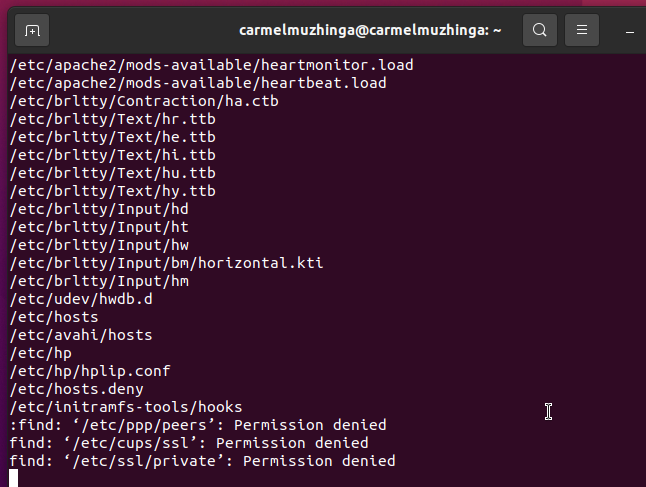 carmelmuzhinga@carmelmuzhinga: ~
/etc/apache2/mods-available/heartmonitor.load
/etc/apache2/mods-available/heartbeat.load
/etc/brltty/Contraction/ha.ctb
/etc/brltty/Text/hr.ttb
/etc/brltty/Text/he.ttb
/etc/brltty/Text/hi.ttb
/etc/brltty/Text/hu.ttb
/etc/brltty/Text/hy.ttb
/etc/brltty/Input/hd
/etc/brltty/Input/ht
/etc/brltty/Input/hw
/etc/brltty/Input/bm/horizontal.kti
/etc/brltty/Input/hm
/etc/udev/hwdb.d
/etc/hosts
/etc/avahi/hosts
/etc/hp
/etc/hp/hplip.conf
/etc/hosts.deny
/etc/initramfs-tools/hooks
:find: ‘/etc/ppp/peers’: Permission denied
find: ‘/etc/cups/ssl’: Permission denied
find: ‘/etc/ssl/private’: Permission denied